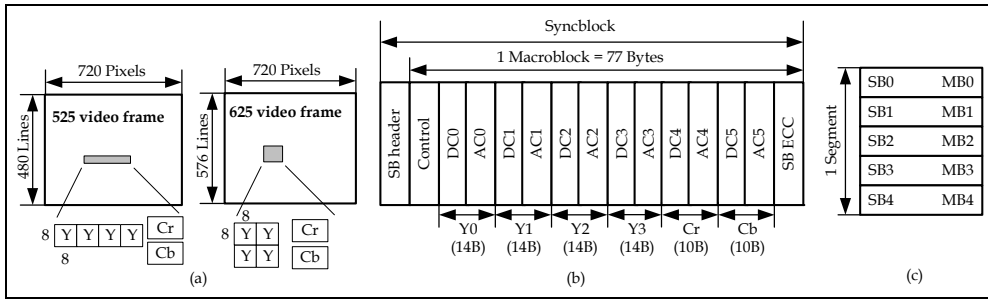 720 Pixels
480 Lines
525 video frame
8
Y Y Y Y
8
Cr
Cb
720 Pixels
576 Lines
625 video frame
8
8
Y Y
Y Y
Cr
Cb
(a)
Syncblock
1 Macroblock = 77 Bytes
SB header
Control
DC0
AC0
DC1
AC1
DC2
AC2
DC3
AC3
DC4
AC4
DC5
AC5
SB ECC
Y0 Y1 Y2 Y3 Cr Cb
(14B) (14B) (14B) (14B) (10B) (10B)
(b)
1 Segment
SB0 MB0
SB1 MB1
SB2 MB2
SB3 MB3
SB4 MB4
(c)